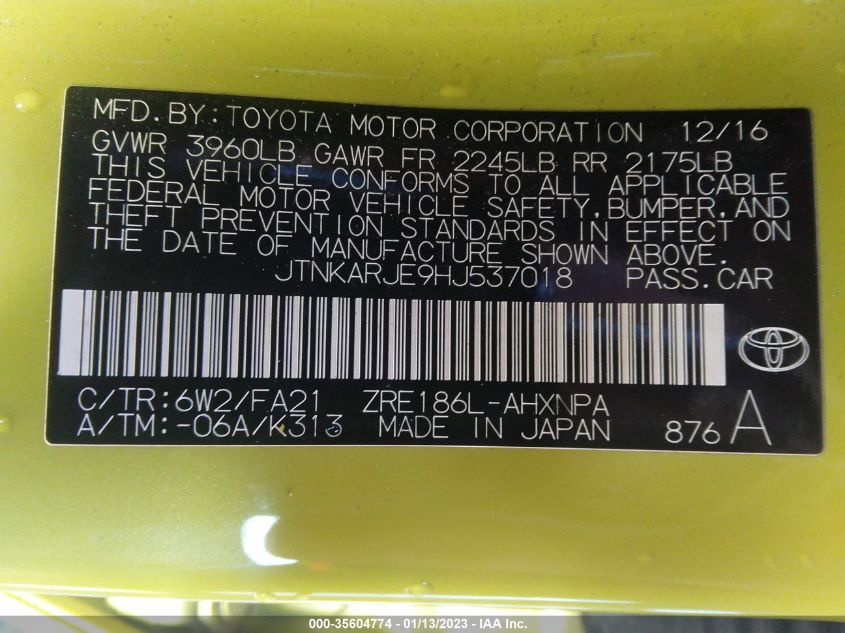 MFD. BY: TOYOTA MOTOR CORPORATION 12/16
GVWR 3960LB GAWR FR 2245LB RR 2175LB
THIS VEHICLE CONFORMS TO ALL APPLICABLE
FEDERAL MOTOR VEHICLE SAFETY, BUMPER, AND
THEFT PREVENTION STANDARDS IN EFFECT ON
THE DATE OF MANUFACTURE SHOWN ABOVE.
JTNKARJE9HJ537018 PASS.CAR
C/TR:6W2/FA21 ZRE186L-AHXNPA
A/TM:-06A/K313 MADE IN JAPAN 876 A
000-35604774 - 01/13/2023 - IAA Inc.